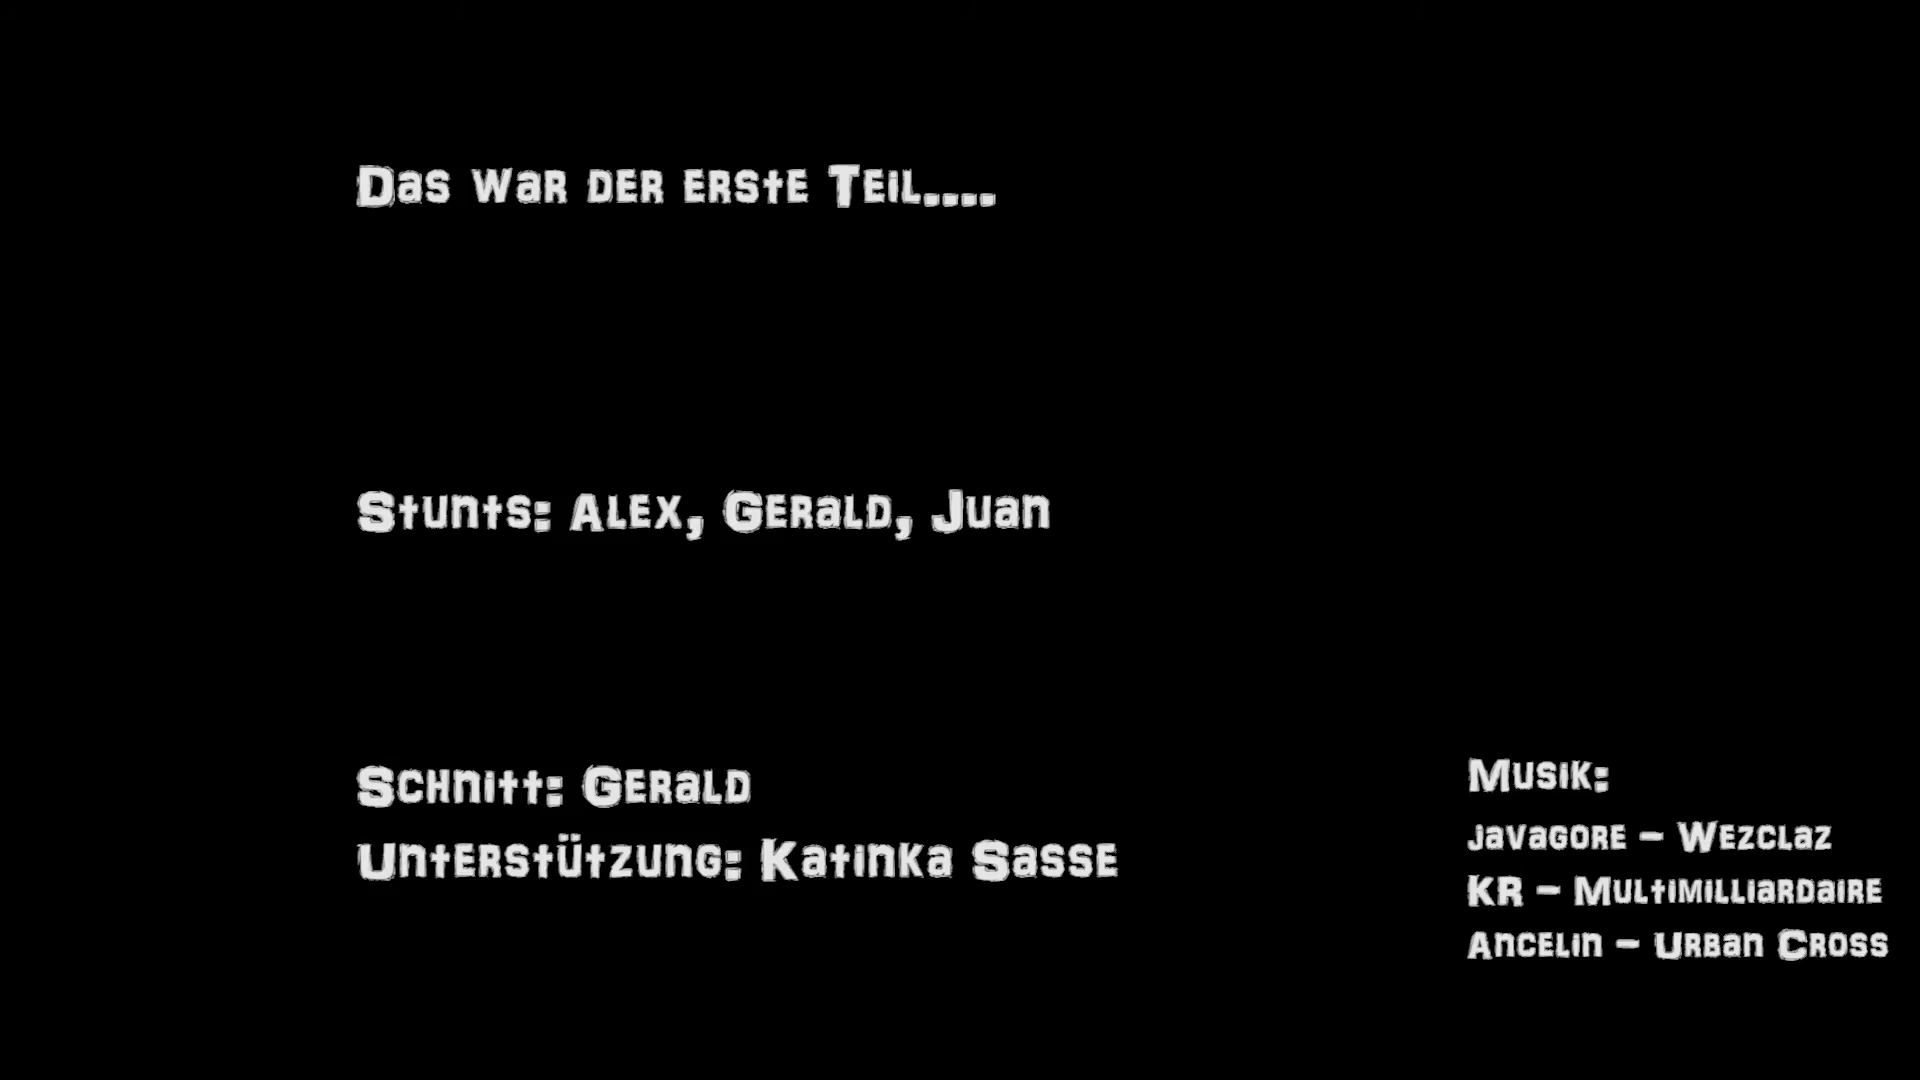 Das war der erste Teil....
Stunts: Alex, Gerald, Juan
Schnitt: Gerald
Unterstützung: Katinka Sasse
Musik:
javagore – Wezclaz
KR – Multimilliardaire
Ancelin – Urban Cross